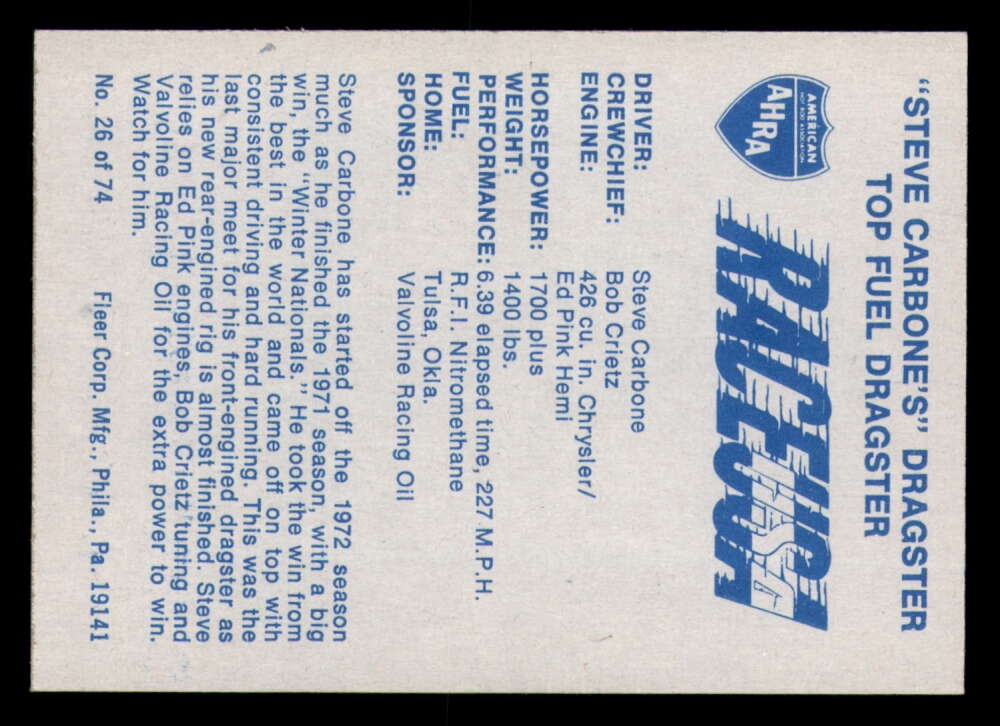 "STEVE CARBONE'S" DRAGSTER
TOP FUEL DRAGSTER
AMERICAN
HOT ROD ASSOCIATION
AHRA
RACING
USA
DRIVER: Steve Carbone
CREWCHIEF: Bob Crietz
ENGINE: 426 cu. in. Chrysler/
Ed Pink Hemi
HORSEPOWER: 1700 plus
WEIGHT: 1400 lbs.
PERFORMANCE: 6.39 elapsed time, 227 M.P.H.
FUEL: R.F.I. Nitromethane
HOME: Tulsa, Okla.
SPONSOR: Valvoline Racing Oil
Steve Carbone has started off the 1972 season
much as he finished the 1971 season, with a big
win, the "Winter Nationals." He took the win from
the best in the world and came off on top with
consistent driving and hard running. This was the
last major meet for his front-engined dragster as
his new rear-engined rig is almost finished. Steve
relies on Ed Pink engines, Bob Crietz tuning and
Valvoline Racing Oil for the extra power to win.
Watch for him.
No. 26 of 74 Fleer Corp. Mfg., Phila., Pa. 19141